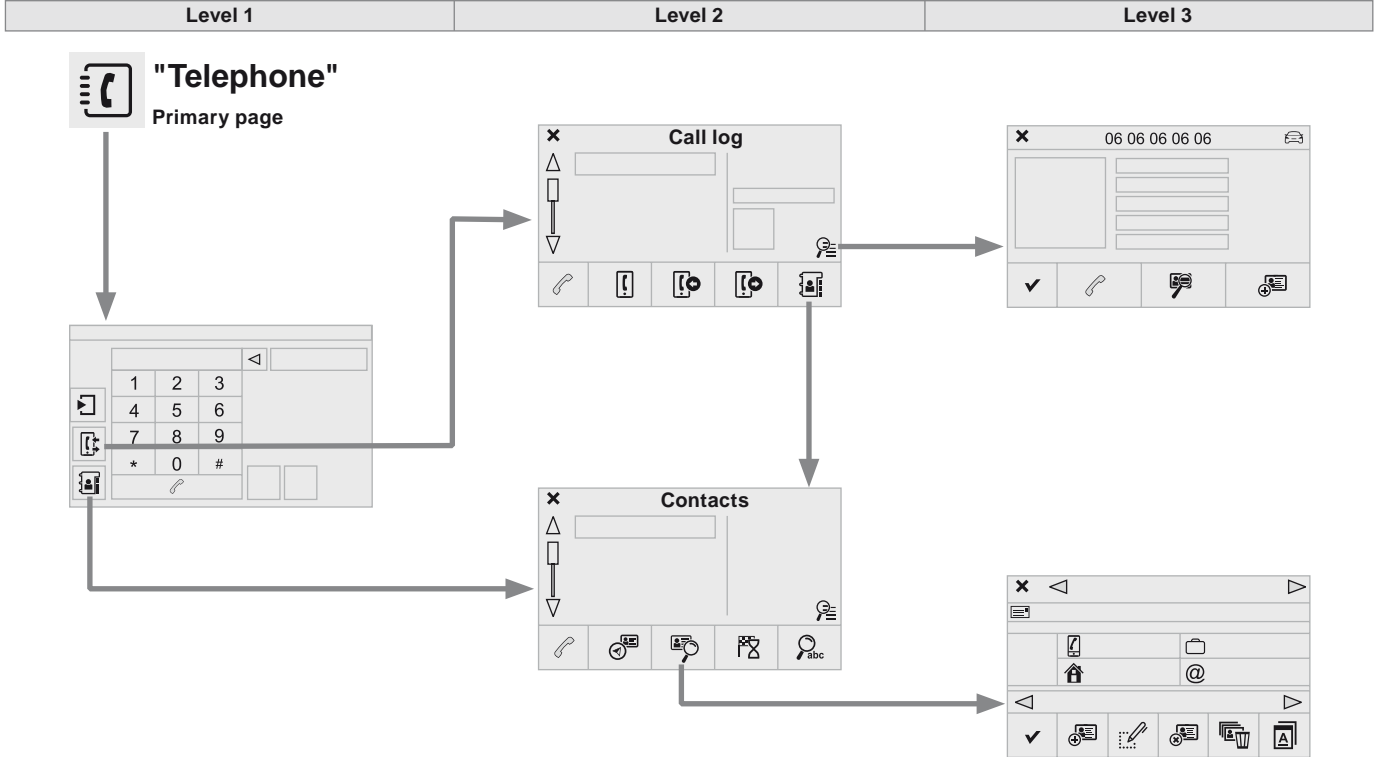 Level 1 Level 2 Level 3
"Telephone"
Primary page
Call log
06 06 06 06 06
1 2 3
4 5 6
7 8 9
* 0 #
Contacts
abc
@
A